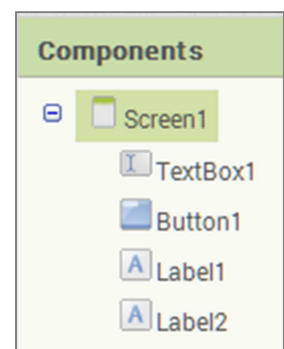 Components
Screen1
TextBox1
Button1
Label1
Label2